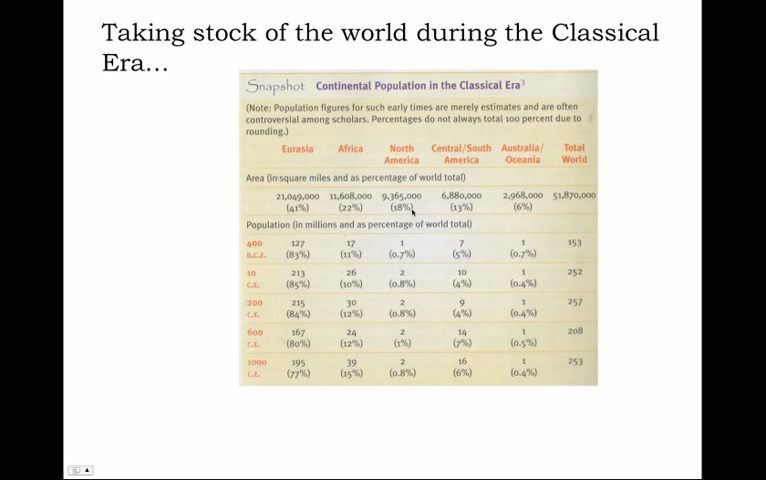 Taking stock of the world during the Classical
Era…
Snapshot Continental Population in the Classical Era³
(Note: Population figures for such early times are merely estimates and are often
controversial among scholars. Percentages do not always total 100 percent due to
rounding.)
Eurasia Africa North America Central/South America Australia/Oceania Total World
Area (in square miles and as percentage of world total)
21,049,000 11,608,000 9,365,000 6,880,000 2,968,000 51,870,000
(41%) (22%) (18%) (13%) (6%)
Population (in millions and as percentage of world total)
400 127 17 1 7 1 153
B.C.E. (83%) (11%) (0.7%) (5%) (0.7%)
10 213 26 2 10 1 252
C.E. (85%) (10%) (0.8%) (4%) (0.4%)
200 215 30 2 9 1 257
C.E. (84%) (12%) (0.8%) (4%) (0.4%)
600 167 24 2 14 1 208
C.E. (80%) (12%) (1%) (7%) (0.5%)
1000 195 39 2 16 1 253
C.E. (77%) (15%) (0.8%) (6%) (0.4%)